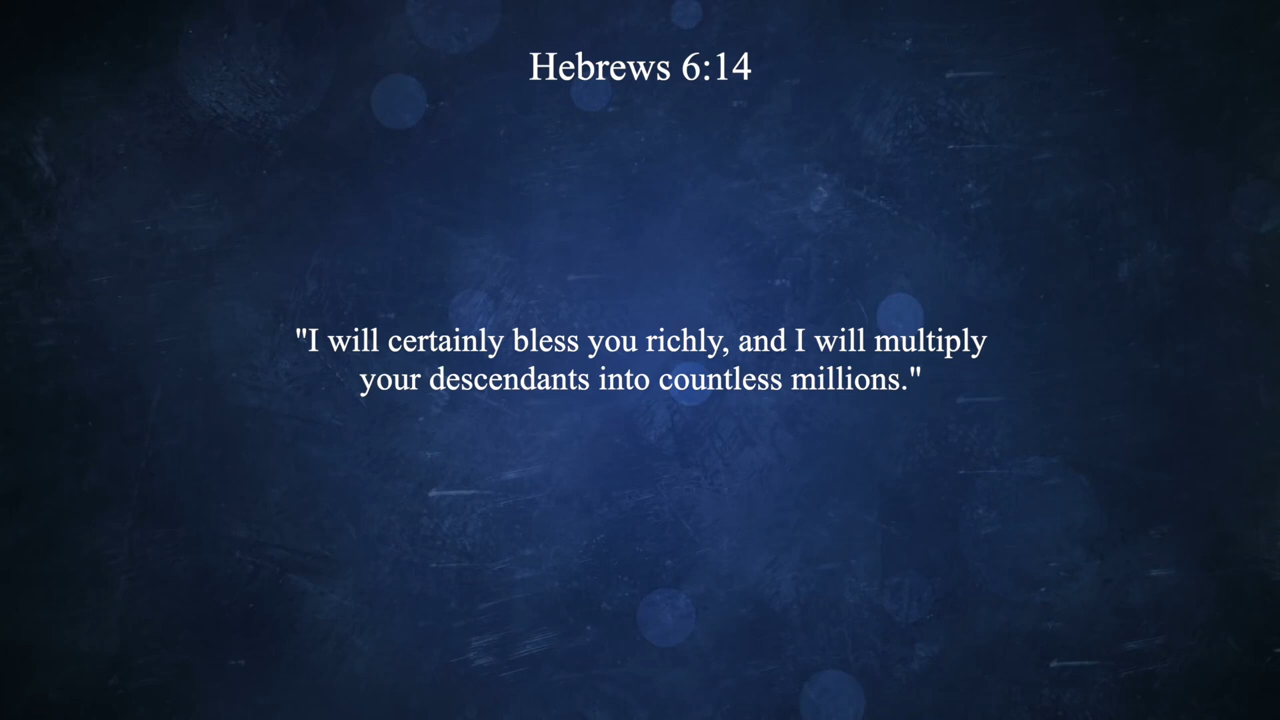 Hebrews 6:14
"I will certainly bless you richly, and I will multiply
your descendants into countless millions."